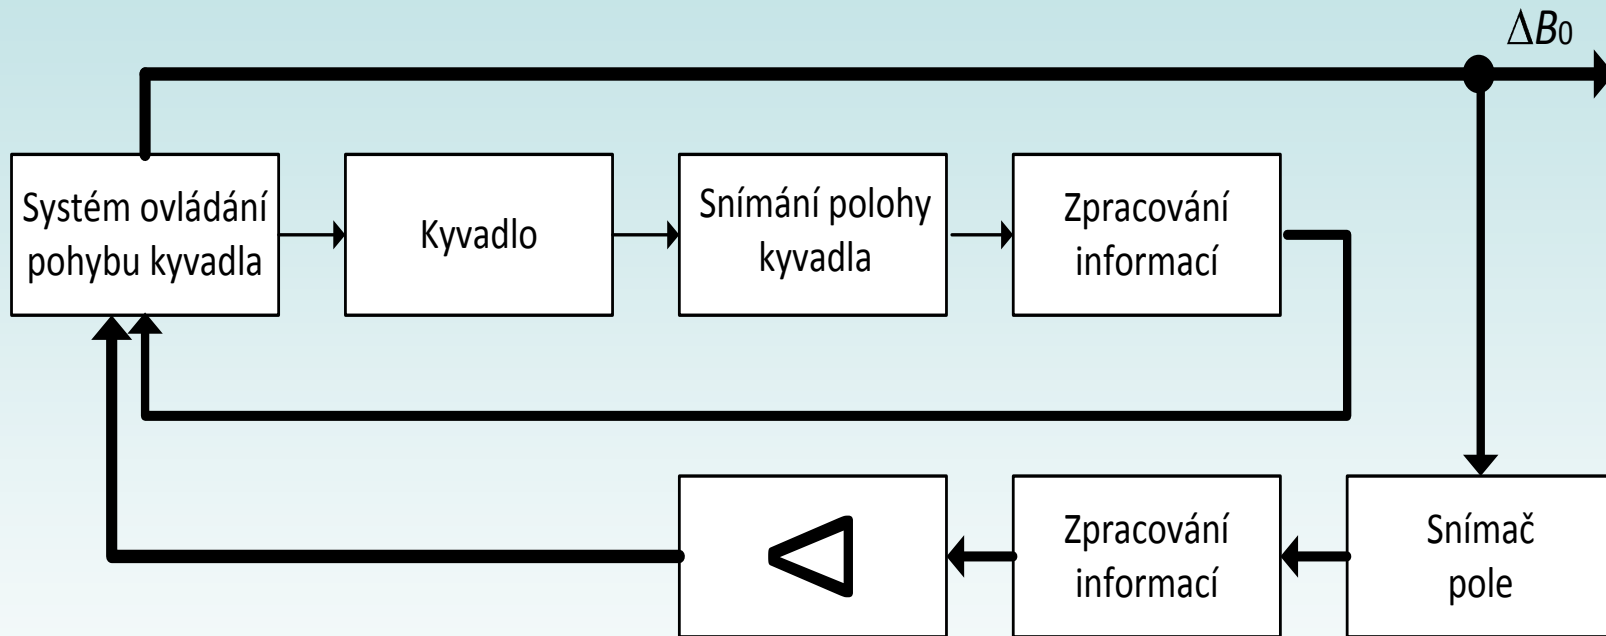 ΔB0
Systém ovládání
pohybu kyvadla
Kyvadlo
Snímání polohy
kyvadla
Zpracování
informací
Zpracování
informací
Snímač
pole